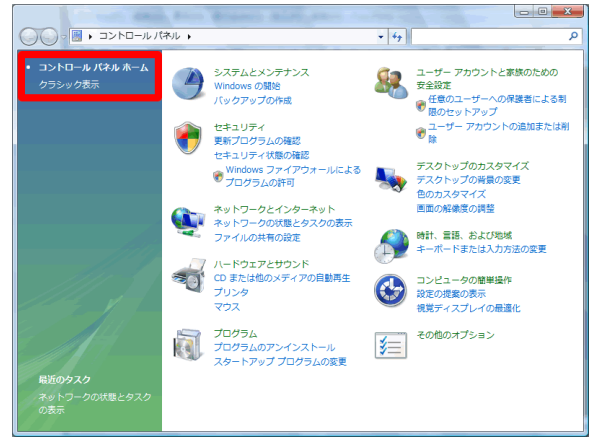 コントロール パネル
コントロール パネル ホーム
クラシック表示
システムとメンテナンス
Windows の開始
バックアップの作成
セキュリティ
更新プログラムの確認
セキュリティ状態の確認
Windows ファイアウォールによる
プログラムの許可
ネットワークとインターネット
ネットワークの状態とタスクの表示
ファイルの共有の設定
ハードウェアとサウンド
CD または他のメディアの自動再生
プリンタ
マウス
プログラム
プログラムのアンインストール
スタートアップ プログラムの変更
ユーザー アカウントと家族のための
安全設定
任意のユーザーへの保護者による制
限のセットアップ
ユーザー アカウントの追加または削
除
デスクトップのカスタマイズ
デスクトップの背景の変更
色のカスタマイズ
画面の解像度の調整
時計、言語、および地域
キーボードまたは入力方法の変更
コンピュータの簡単操作
設定の提案の表示
視覚ディスプレイの最適化
その他のオプション
最近のタスク
ネットワークの状態とタスク
の表示